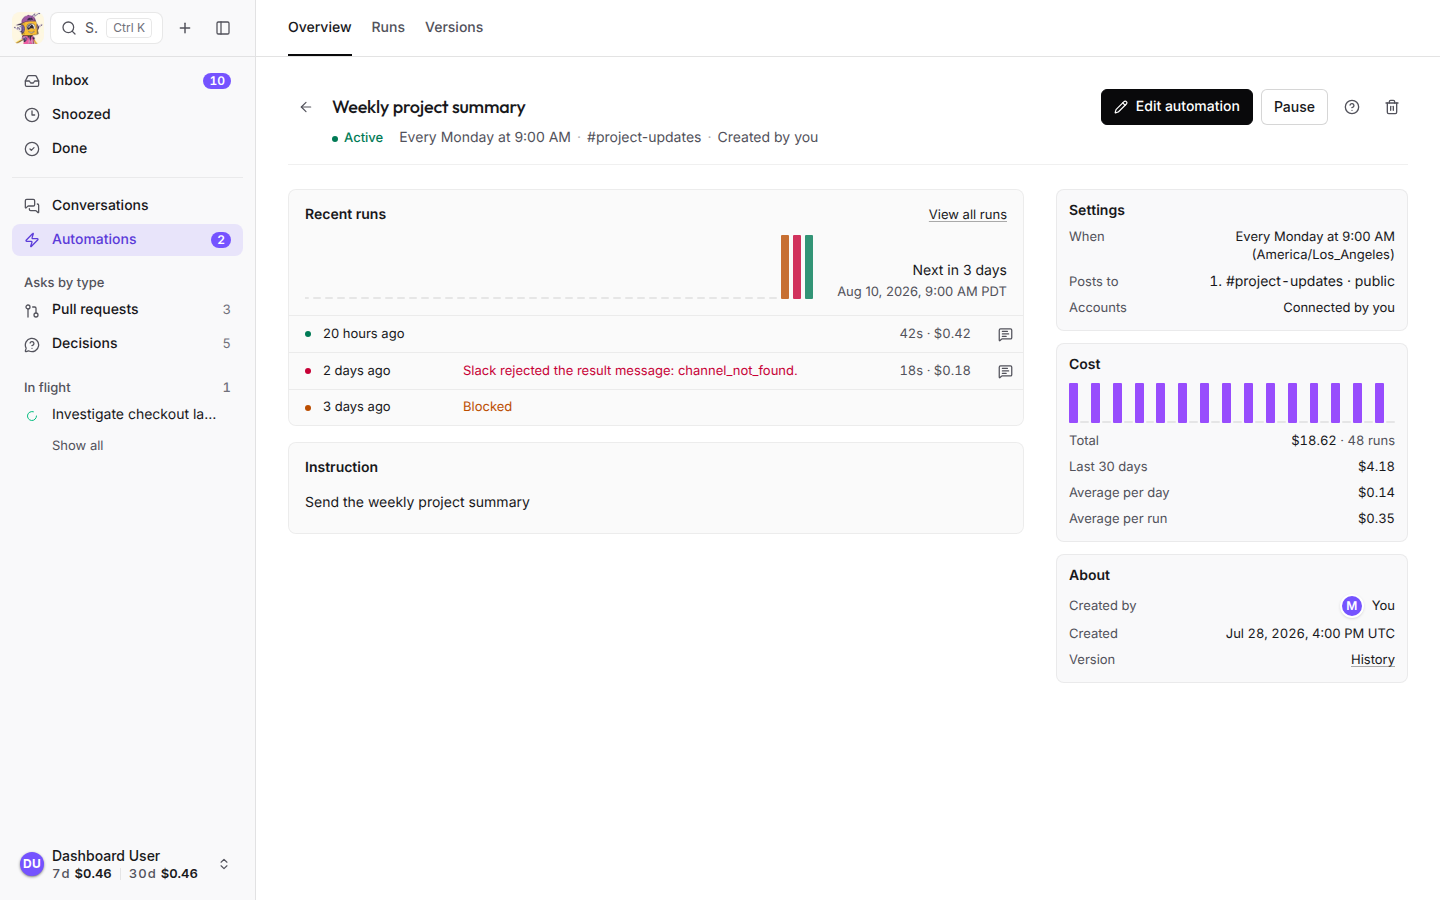 S.
Ctrl K
Inbox
10
Snoozed
Done
Conversations
Automations
2
Asks by type
Pull requests
3
Decisions
5
In flight
1
Investigate checkout la...
Show all
DU
Dashboard User
7d $0.46
30d $0.46
Overview
Runs
Versions
Weekly project summary
Active
Every Monday at 9:00 AM · #project-updates · Created by you
Edit automation
Pause
Recent runs
View all runs
Next in 3 days
Aug 10, 2026, 9:00 AM PDT
20 hours ago
42s · $0.42
2 days ago
Slack rejected the result message: channel_not_found.
18s · $0.18
3 days ago
Blocked
Instruction
Send the weekly project summary
Settings
When
Every Monday at 9:00 AM
(America/Los_Angeles)
Posts to
1. #project-updates · public
Accounts
Connected by you
Cost
Total
$18.62 · 48 runs
Last 30 days
$4.18
Average per day
$0.14
Average per run
$0.35
About
Created by
M
You
Created
Jul 28, 2026, 4:00 PM UTC
Version
History